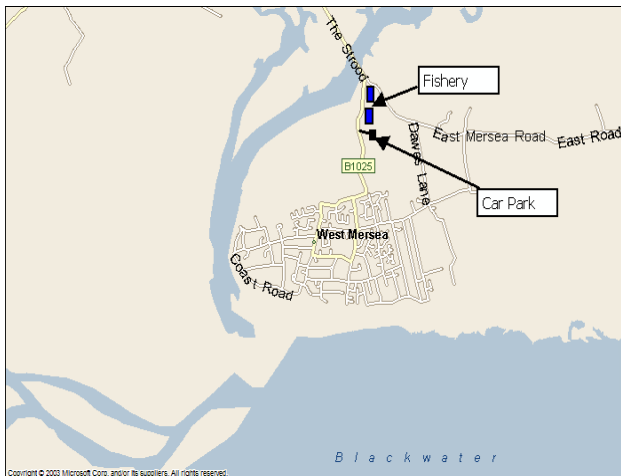 The Strood
Fishery
East Mersea Road
East Road
Dawes Lane
B1025
Car Park
West Mersea
Coast Road
Blackwater
Copyright © 2003 Microsoft Corp. and/or its suppliers. All rights reserved.